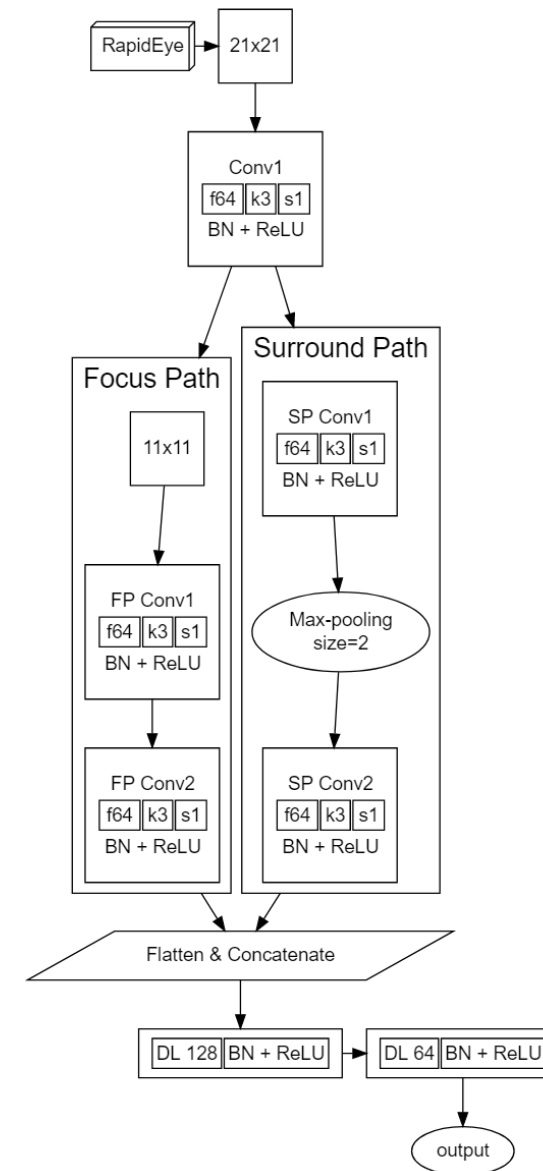 RapidEye
21x21
Conv1
f64 k3 s1
BN + ReLU
Focus Path
11x11
FP Conv1
f64 k3 s1
BN + ReLU
FP Conv2
f64 k3 s1
BN + ReLU
Surround Path
SP Conv1
f64 k3 s1
BN + ReLU
Max-pooling
size=2
SP Conv2
f64 k3 s1
BN + ReLU
Flatten & Concatenate
DL 128 BN + ReLU
DL 64 BN + ReLU
output